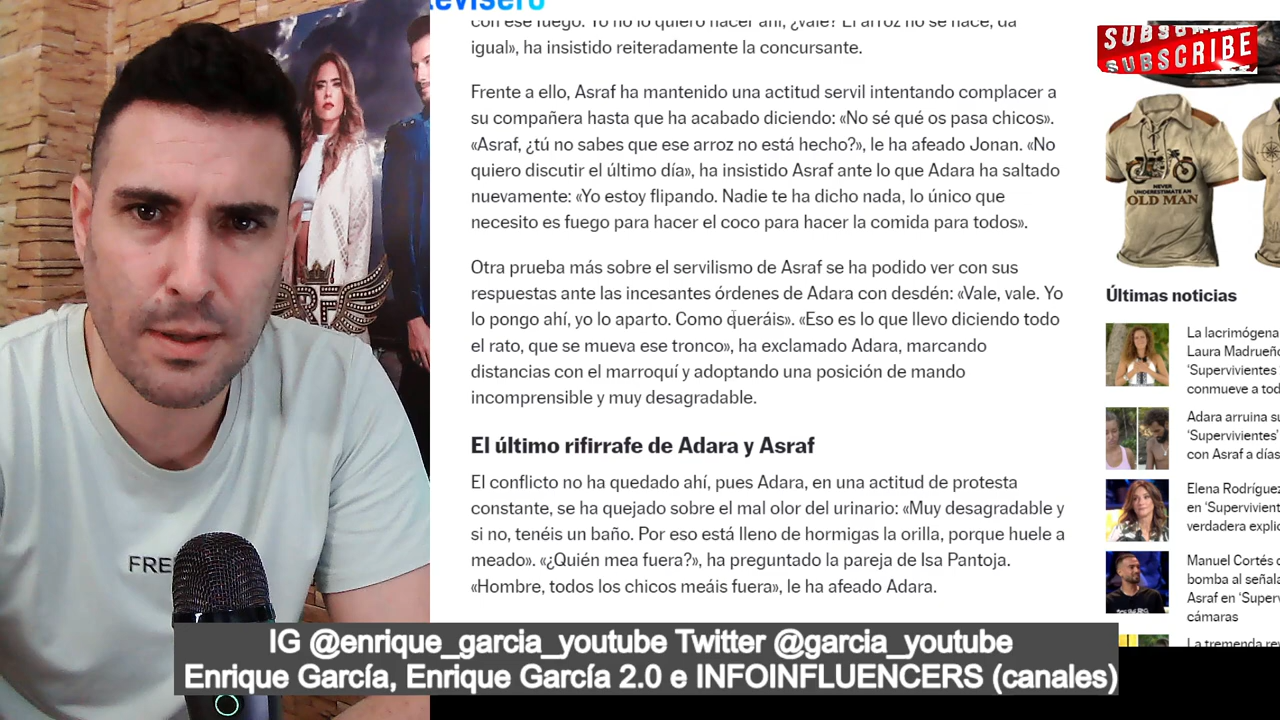 televisero
con ese fuego. Yo no lo quiero hacer ahí, ¿vale? El arroz no se hace, da
igual», ha insistido reiteradamente la concursante.
Frente a ello, Asraf ha mantenido una actitud servil intentando complacer a
su compañera hasta que ha acabado diciendo: «No sé qué os pasa chicos».
«Asraf, ¿tú no sabes que ese arroz no está hecho?», le ha afeado Jonan. «No
quiero discutir el último día», ha insistido Asraf ante lo que Adara ha saltado
nuevamente: «Yo estoy flipando. Nadie te ha dicho nada, lo único que
necesito es fuego para hacer el coco para hacer la comida para todos».
Otra prueba más sobre el servilismo de Asraf se ha podido ver con sus
respuestas ante las incesantes órdenes de Adara con desdén: «Vale, vale. Yo
lo pongo ahí, yo lo aparto. Como queráis». «Eso es lo que llevo diciendo todo
el rato, que se mueva ese tronco», ha exclamado Adara, marcando
distancias con el marroquí y adoptando una posición de mando
incomprensible y muy desagradable.
El último rifirrafe de Adara y Asraf
El conflicto no ha quedado ahí, pues Adara, en una actitud de protesta
constante, se ha quejado sobre el mal olor del urinario: «Muy desagradable y
si no, tenéis un baño. Por eso está lleno de hormigas la orilla, porque huele a
meado». «¿Quién mea fuera?», ha preguntado la pareja de Isa Pantoja.
«Hombre, todos los chicos meáis fuera», le ha afeado Adara.
SUBSCRIBE
SUBSCRIBE
NEVER
UNDERESTIMATE AN
OLD MAN
Últimas noticias
La lacrimógena
Laura Madrueño
'Supervivientes
conmueve a tod
Adara arruina su
'Supervivientes'
con Asraf a días
Elena Rodríguez
en 'Supervivient
verdadera explic
Manuel Cortés d
bomba al señala
Asraf en 'Superv
cámaras
La tremenda re
FRE
RF
IG @enrique_garcia_youtube Twitter @garcia_youtube
Enrique García, Enrique García 2.0 e INFOINFLUENCERS (canales)